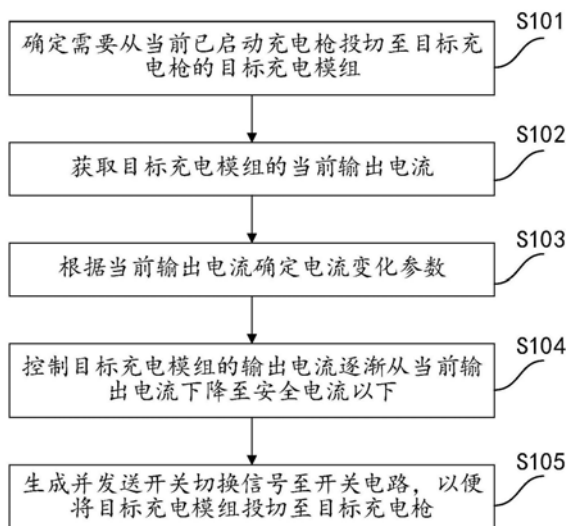 S101
确定需要从当前已启动充电枪投切至目标充
电枪的目标充电模组
S102
获取目标充电模组的当前输出电流
S103
根据当前输出电流确定电流变化参数
S104
控制目标充电模组的输出电流逐渐从当前输
出电流下降至安全电流以下
S105
生成并发送开关切换信号至开关电路，以便
将目标充电模组投切至目标充电枪